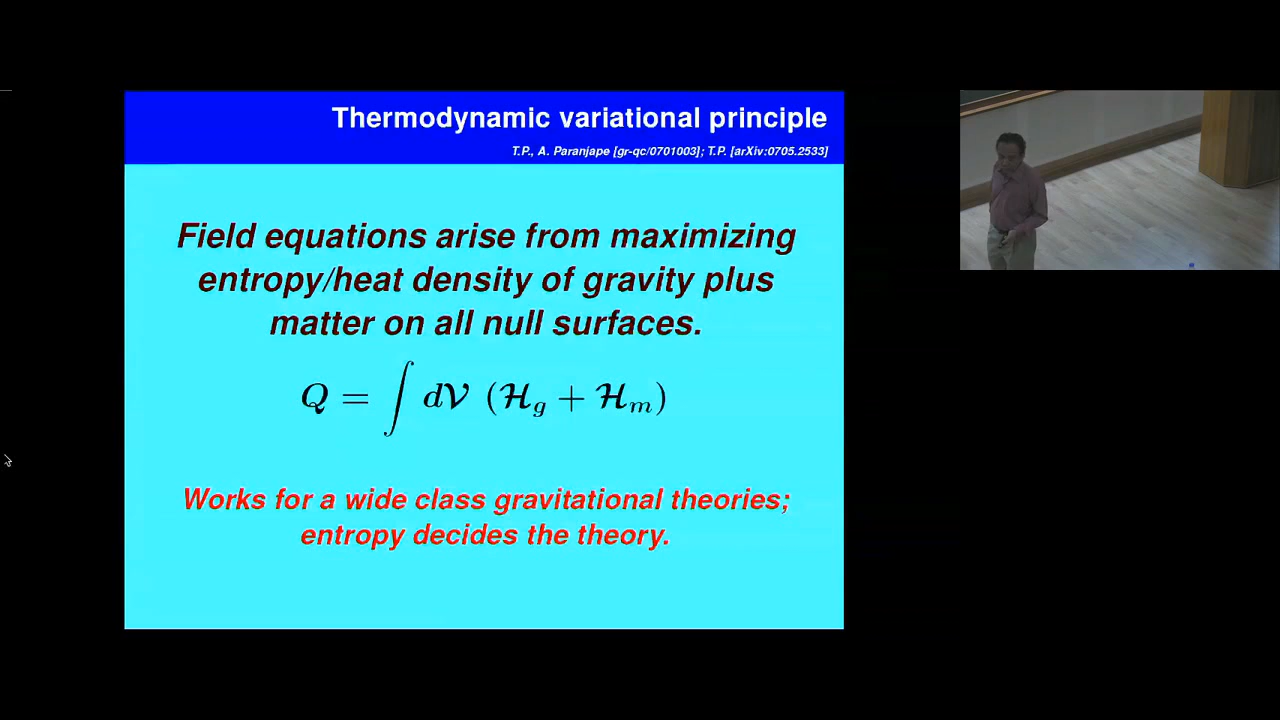 Thermodynamic variational principle
T.P., A. Paranjape [gr-qc/0701003]; T.P. [arXiv:0705.2533]
Field equations arise from maximizing
entropy/heat density of gravity plus
matter on all null surfaces.
Q = ∫ d𝒱 (ℋ_g + ℋ_m)
Works for a wide class gravitational theories;
entropy decides the theory.